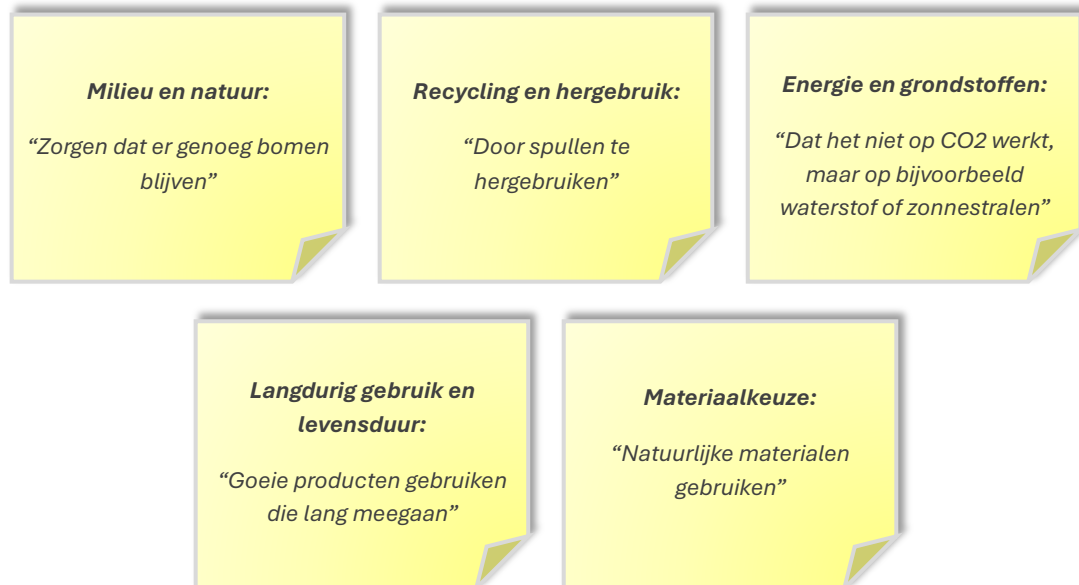 Milieu en natuur:
“Zorgen dat er genoeg bomen
blijven”
Recycling en hergebruik:
“Door spullen te
hergebruiken”
Energie en grondstoffen:
“Dat het niet op CO2 werkt,
maar op bijvoorbeeld
waterstof of zonnestralen”
Langdurig gebruik en
levensduur:
“Goeie producten gebruiken
die lang meegaan”
Materiaalkeuze:
“Natuurlijke materialen
gebruiken”